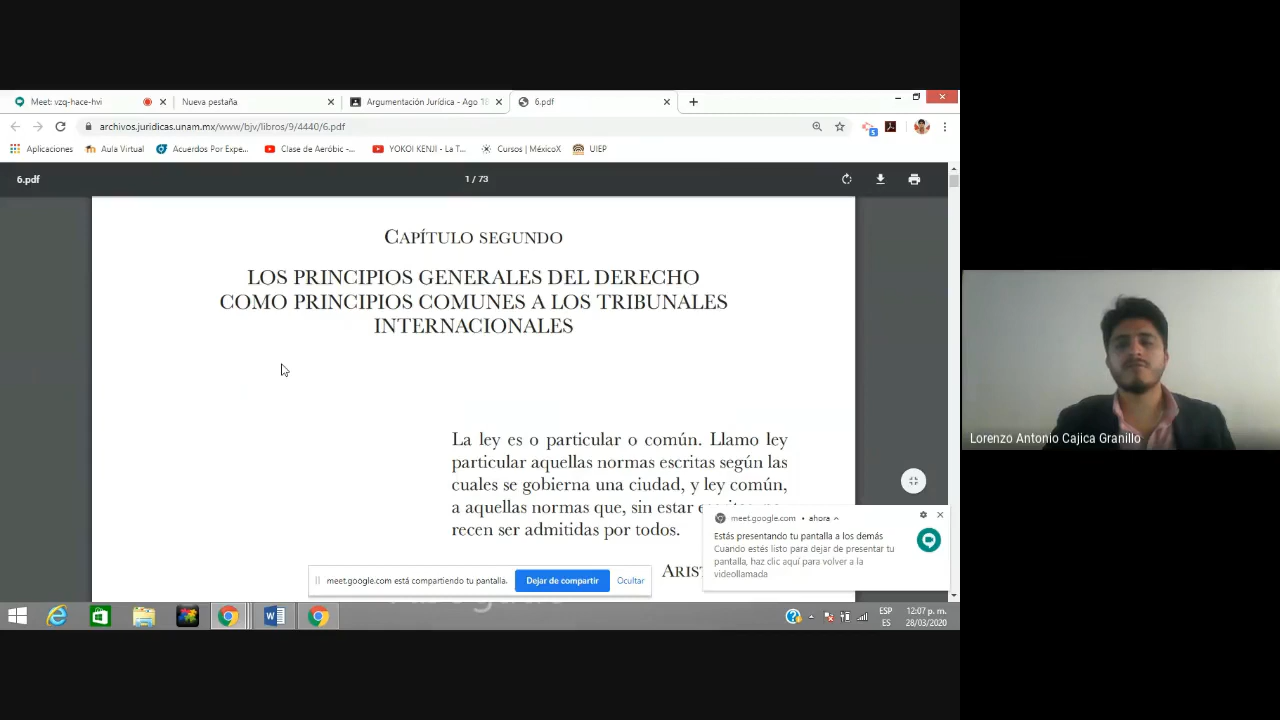 Meet: vzq-hace-hvi
Nueva pestaña
Argumentación Jurídica - Ago 18
6.pdf
archivos.juridicas.unam.mx/www/bjv/libros/9/4440/6.pdf
Aplicaciones
Aula Virtual
Acuerdos Por Expe...
Clase de Aeróbic -...
YOKOI KENJI - La T...
Cursos | MéxicoX
UIEP
6.pdf
1 / 73
CAPÍTULO SEGUNDO
LOS PRINCIPIOS GENERALES DEL DERECHO
COMO PRINCIPIOS COMUNES A LOS TRIBUNALES
INTERNACIONALES
La ley es o particular o común. Llamo ley
particular aquellas normas escritas según las
cuales se gobierna una ciudad, y ley común,
a aquellas normas que, sin estar
recen ser admitidas por todos.
ARIS
meet.google.com • ahora
Estás presentando tu pantalla a los demás
Cuando estés listo para dejar de presentar tu
pantalla, haz clic aquí para volver a la
videollamada
meet.google.com está compartiendo tu pantalla.
Dejar de compartir
Ocultar
ESP
ES
12:07 p. m.
28/03/2020
Lorenzo Antonio Cajica Granillo